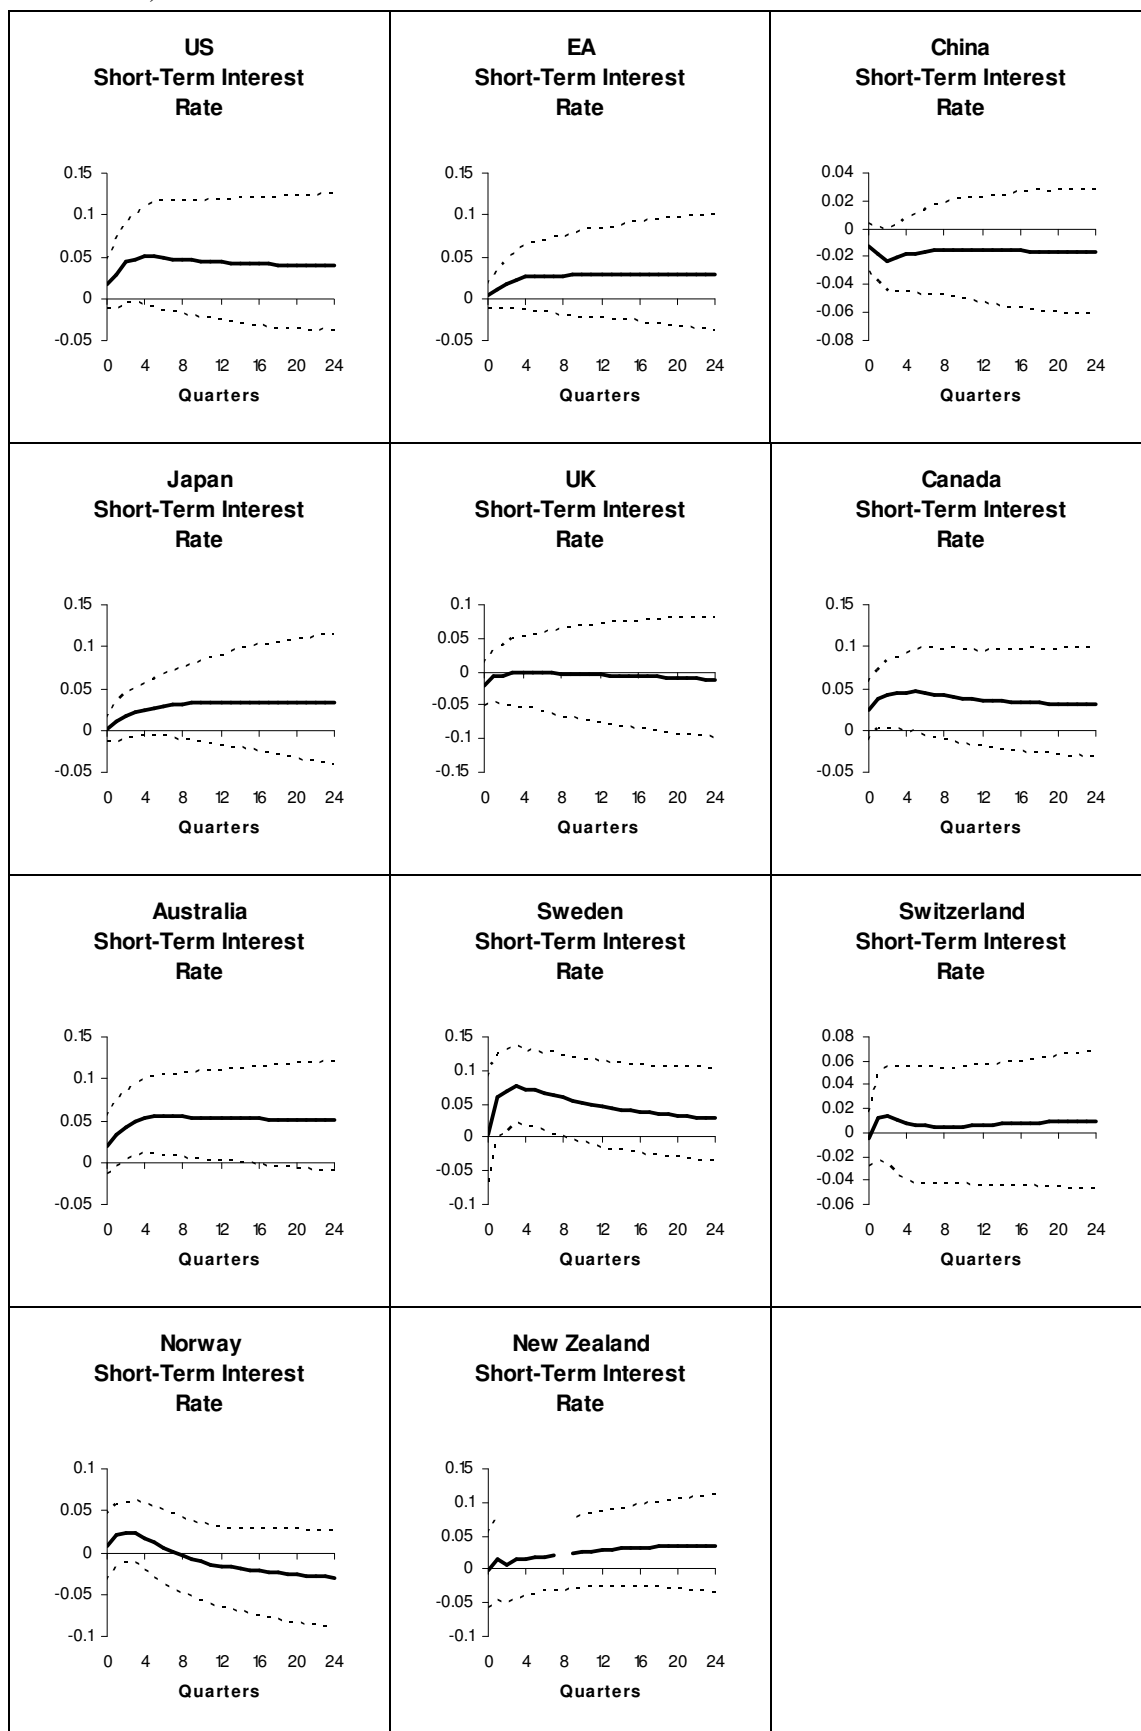 US
Short-Term Interest
Rate
0.15
0.1
0.05
0
-0.05
0 4 8 12 16 20 24
Quarters
EA
Short-Term Interest
Rate
0.15
0.1
0.05
0
-0.05
0 4 8 12 16 20 24
Quarters
China
Short-Term Interest
Rate
0.04
0.02
0
-0.02
-0.04
-0.06
-0.08
0 4 8 12 16 20 24
Quarters
Japan
Short-Term Interest
Rate
0.15
0.1
0.05
0
-0.05
0 4 8 12 16 20 24
Quarters
UK
Short-Term Interest
Rate
0.1
0.05
0
-0.05
-0.1
-0.15
0 4 8 12 16 20 24
Quarters
Canada
Short-Term Interest
Rate
0.15
0.1
0.05
0
-0.05
0 4 8 12 16 20 24
Quarters
Australia
Short-Term Interest
Rate
0.15
0.1
0.05
0
-0.05
0 4 8 12 16 20 24
Quarters
Sweden
Short-Term Interest
Rate
0.15
0.1
0.05
0
-0.05
-0.1
0 4 8 12 16 20 24
Quarters
Switzerland
Short-Term Interest
Rate
0.08
0.06
0.04
0.02
0
-0.02
-0.04
-0.06
0 4 8 12 16 20 24
Quarters
Norway
Short-Term Interest
Rate
0.1
0.05
0
-0.05
-0.1
0 4 8 12 16 20 24
Quarters
New Zealand
Short-Term Interest
Rate
0.15
0.1
0.05
0
-0.05
-0.1
0 4 8 12 16 20 24
Quarters